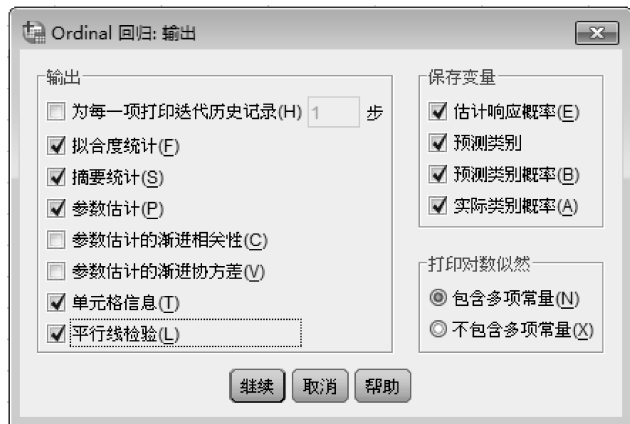 Ordinal 回归: 输出
输出
为每一项打印迭代历史记录(H) 1 步
拟合度统计(F)
摘要统计(S)
参数估计(P)
参数估计的渐进相关性(C)
参数估计的渐进协方差(V)
单元格信息(T)
平行线检验(L)
保存变量
估计响应概率(E)
预测类别
预测类别概率(B)
实际类别概率(A)
打印对数似然
包含多项常量(N)
不包含多项常量(X)
继续 取消 帮助